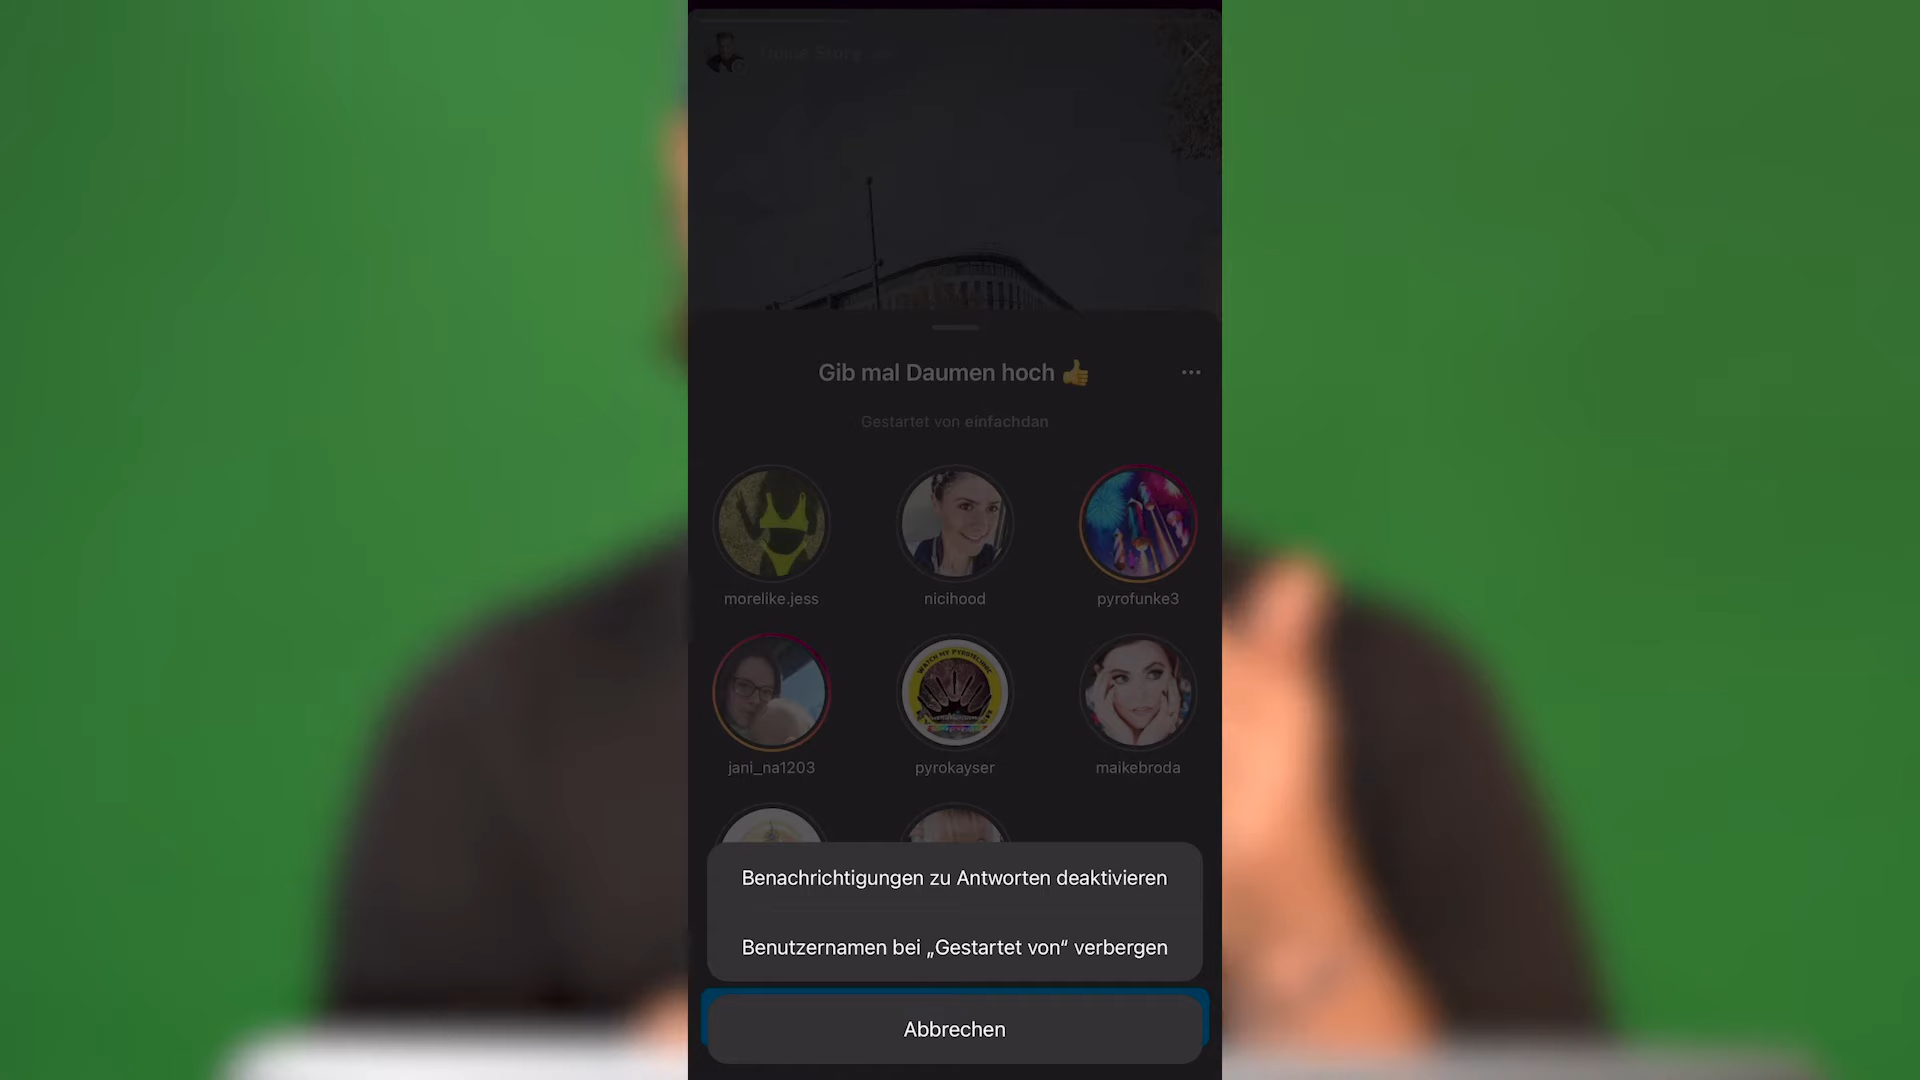 Gib mal Daumen hoch 👍
Gestartet von einfachdan
morelike.jess
nicihood
pyrofunke3
jani_na1203
pyrokayser
maikebroda
Benachrichtigungen zu Antworten deaktivieren
Benutzernamen bei „Gestartet von“ verbergen
Abbrechen